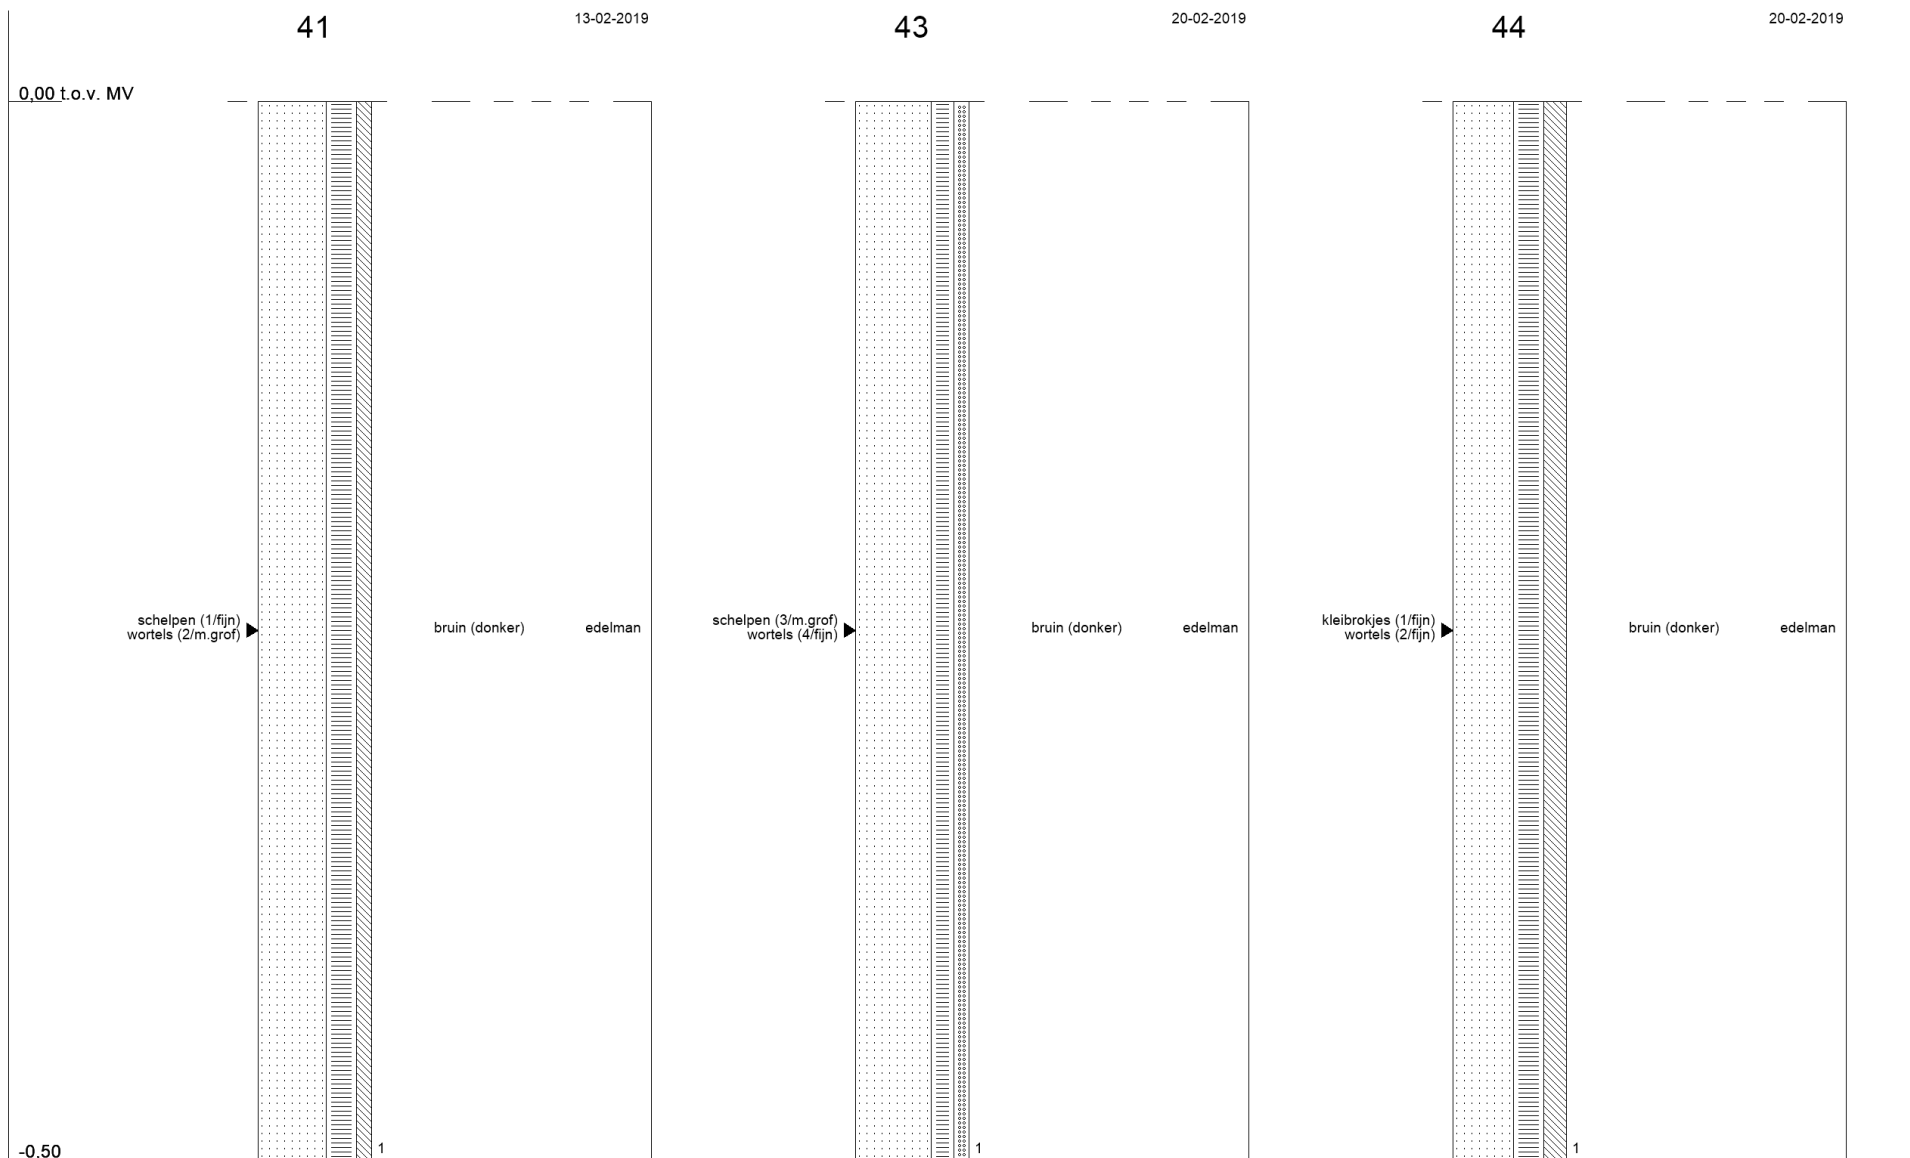 41
13-02-2019
43
20-02-2019
44
20-02-2019
0,00 t.o.v. MV
schelpen (1/fijn)
wortels (2/m.grof)
bruin (donker)
edelman
schelpen (3/m.grof)
wortels (4/fijn)
bruin (donker)
edelman
kleibrokjes (1/fijn)
wortels (2/fijn)
bruin (donker)
edelman
-0,50
1
1
1